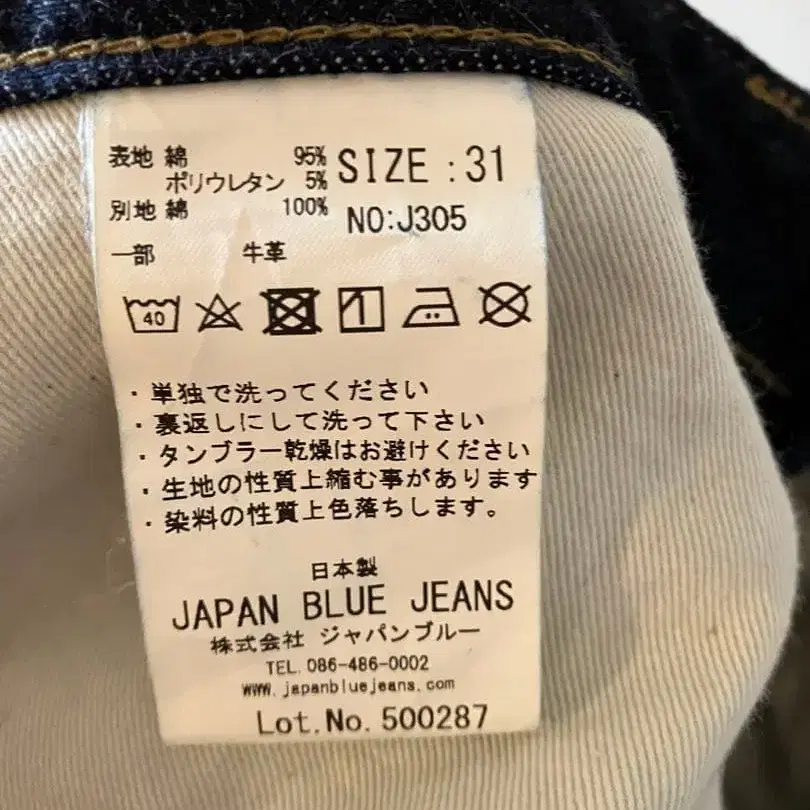 表地 綿 95% SIZE : 31
ポリウレタン 5%
別地 綿 100% NO:J305
一部 牛革
40
・単独で洗ってください
・裏返しにして洗って下さい
・タンブラー乾燥はお避けください
・生地の性質上縮む事があります
・染料の性質上色落ちします。
日本製
JAPAN BLUE JEANS
株式会社 ジャパンブルー
TEL. 086-486-0002
www.japanbluejeans.com
Lot.No.500287